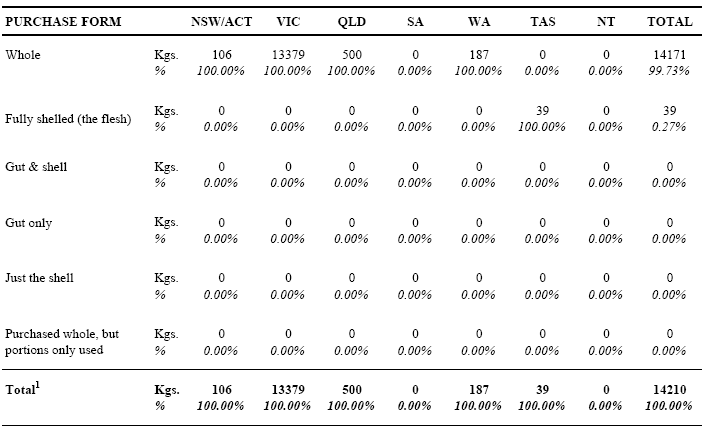 PURCHASE FORM NSW/ACT VIC QLD SA WA TAS NT TOTAL
Whole Kgs. 106 13379 500 0 187 0 0 14171
% 100.00% 100.00% 100.00% 0.00% 100.00% 0.00% 0.00% 99.73%
Fully shelled (the flesh) Kgs. 0 0 0 0 0 39 0 39
% 0.00% 0.00% 0.00% 0.00% 0.00% 100.00% 0.00% 0.27%
Gut & shell Kgs. 0 0 0 0 0 0 0 0
% 0.00% 0.00% 0.00% 0.00% 0.00% 0.00% 0.00% 0.00%
Gut only Kgs. 0 0 0 0 0 0 0 0
% 0.00% 0.00% 0.00% 0.00% 0.00% 0.00% 0.00% 0.00%
Just the shell Kgs. 0 0 0 0 0 0 0 0
% 0.00% 0.00% 0.00% 0.00% 0.00% 0.00% 0.00% 0.00%
Purchased whole, but Kgs. 0 0 0 0 0 0 0 0
portions only used % 0.00% 0.00% 0.00% 0.00% 0.00% 0.00% 0.00% 0.00%
Total¹ Kgs. 106 13379 500 0 187 39 0 14210
% 100.00% 100.00% 100.00% 0.00% 100.00% 100.00% 0.00% 100.00%